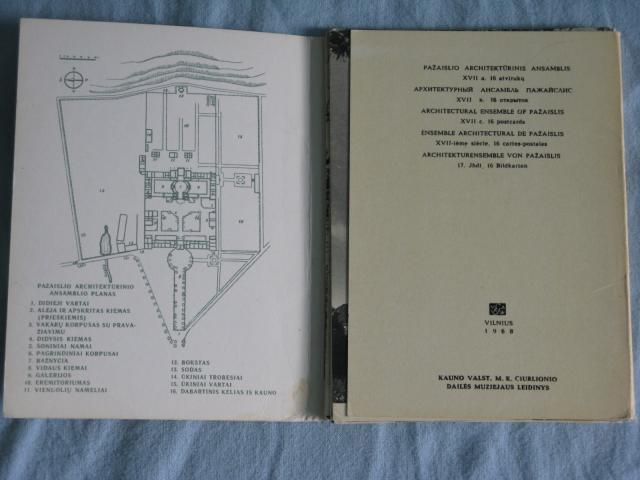 PAŽAISLIO ARCHITEKTŪRINIO
ANSAMBLIO PLANAS
1. DIDIEJI VARTAI
2. ALĖJA IR APSKRITAS KIEMAS
(PRIEŠKIEMIS)
3. VAKARŲ KORPUSAS SU PRAVA-
ŽIAVIMU
4. DIDYSIS KIEMAS
5. SONINIAI NAMAI
6. PAGRINDINIAI KORPUSAI
7. BAŽNYČIA
8. VIDAUS KIEMAI
9. GALERIJOS
10. EREMITORIUMAS
11. VIENUOLIŲ NAMELIAI
12. BOKŠTAS
13. SODAS
14. ŪKINIAI TROBESIAI
15. ŪKINIAI VARTAI
16. DABARTINIS KELIAS IŠ KAUNO
PAŽAISLIO ARCHITEKTŪRINIS ANSAMBLIS
XVII a. 16 atvirukų
АРХИТЕКТУРНЫЙ АНСАМБЛЬ ПАЖАЙСЛИС
XVII в. 16 открыток
ARCHITECTURAL ENSEMBLE OF PAŽAISLIS
XVII c. 16 postcards
ENSEMBLE ARCHITECTURAL DE PAŽAISLIS
XVII-ième siècle. 16 cartes-postales
ARCHITEKTURENSEMBLE VON PAŽAISLIS
17. Jhdt. 16 Bildkarten
VILNIUS
1968
KAUNO VALST. M. K. ČIURLIONIO
DAILĖS MUZIEJAUS LEIDINYS